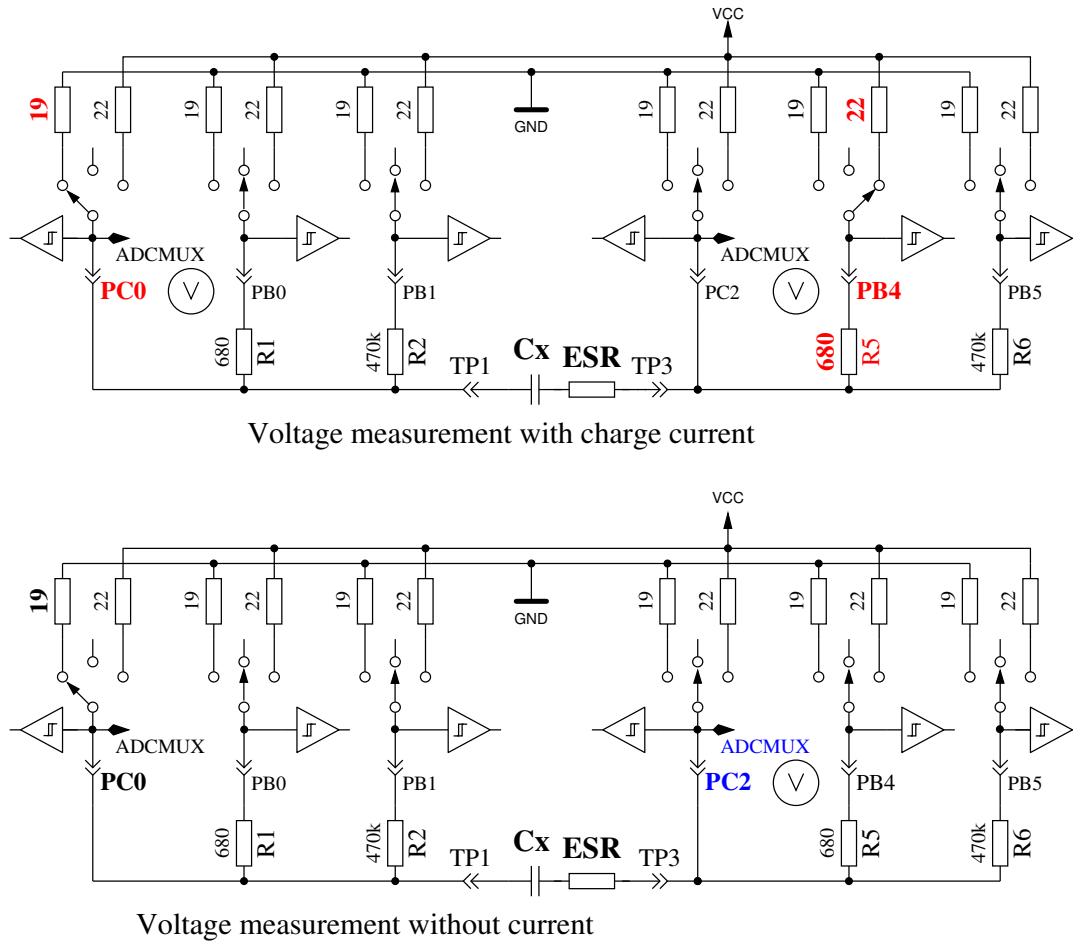 VCC
19 22 19 22 19 22 GND 19 22 19 22 19 22
ADCMUX ADCMUX
PC0 V PB0 PB1 PC2 V PB4 PB5
680 R1 470k R2 680 R5 470k R6
TP1 Cx ESR TP3
Voltage measurement with charge current
VCC
19 22 19 22 19 22 GND 19 22 19 22 19 22
ADCMUX ADCMUX
PC0 PB0 PB1 PC2 V PB4 PB5
680 R1 470k R2 680 R5 470k R6
TP1 Cx ESR TP3
Voltage measurement without current